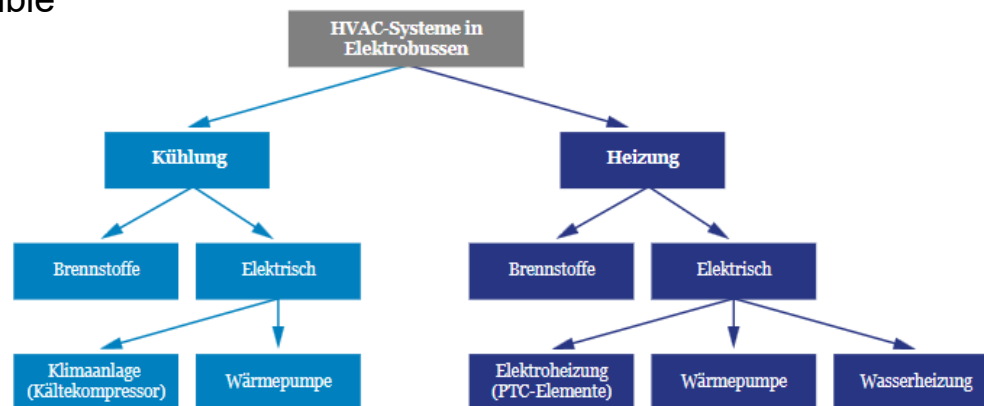 HVAC-Systeme in
Elektrobussen
Kühlung
Heizung
Brennstoffe
Elektrisch
Brennstoffe
Elektrisch
Klimaanlage
(Kältekompressor)
Wärmepumpe
Elektroheizung
(PTC-Elemente)
Wärmepumpe
Wasserheizung